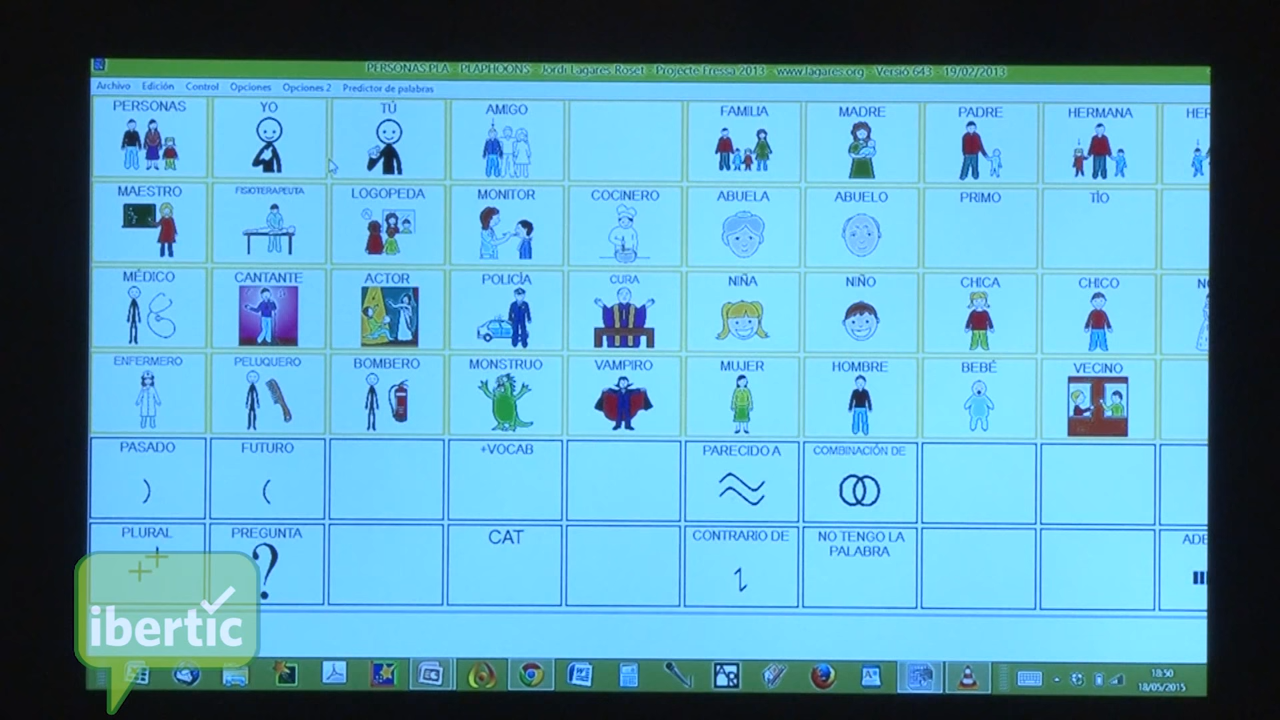 PERSONAS.PLA - PLAPHOONS - Jordi Lagares Roset - Projecte Fressa 2013 - www.lagares.org - Versió 643 - 19/02/2013
Archivo Edición Control Opciones Opciones 2 Predictor de palabras
PERSONAS YO TÚ AMIGO FAMILIA MADRE PADRE HERMANA
MAESTRO FISIOTERAPEUTA LOGOPEDA MONITOR COCINERO ABUELA ABUELO PRIMO TÍO
MÉDICO CANTANTE ACTOR POLICÍA CURA NIÑA NIÑO CHICA CHICO
ENFERMERO PELUQUERO BOMBERO MONSTRUO VAMPIRO MUJER HOMBRE BEBÉ VECINO
PASADO FUTURO +VOCAB PARECIDO A COMBINACIÓN DE
PLURAL PREGUNTA CAT CONTRARIO DE NO TENGO LA
PALABRA
ibertic
18:50
18/05/2015